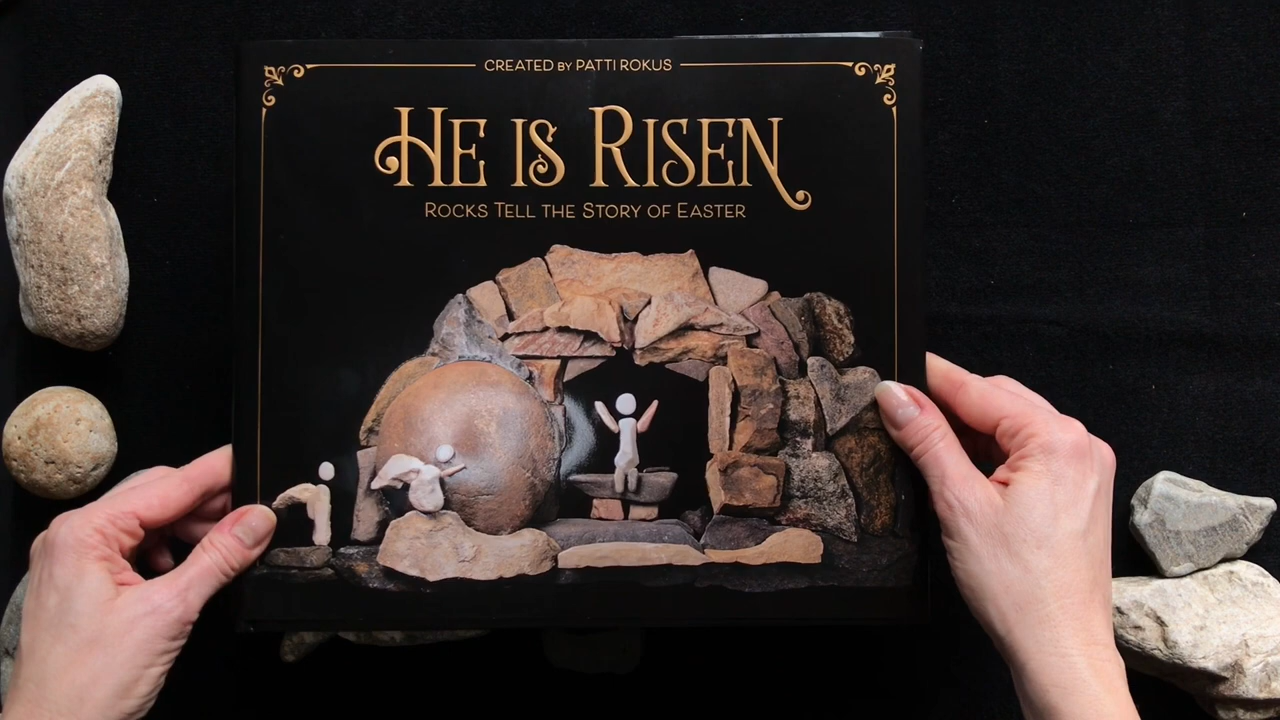 CREATED BY PATTI ROKUS
HE IS RISEN
ROCKS TELL THE STORY OF EASTER